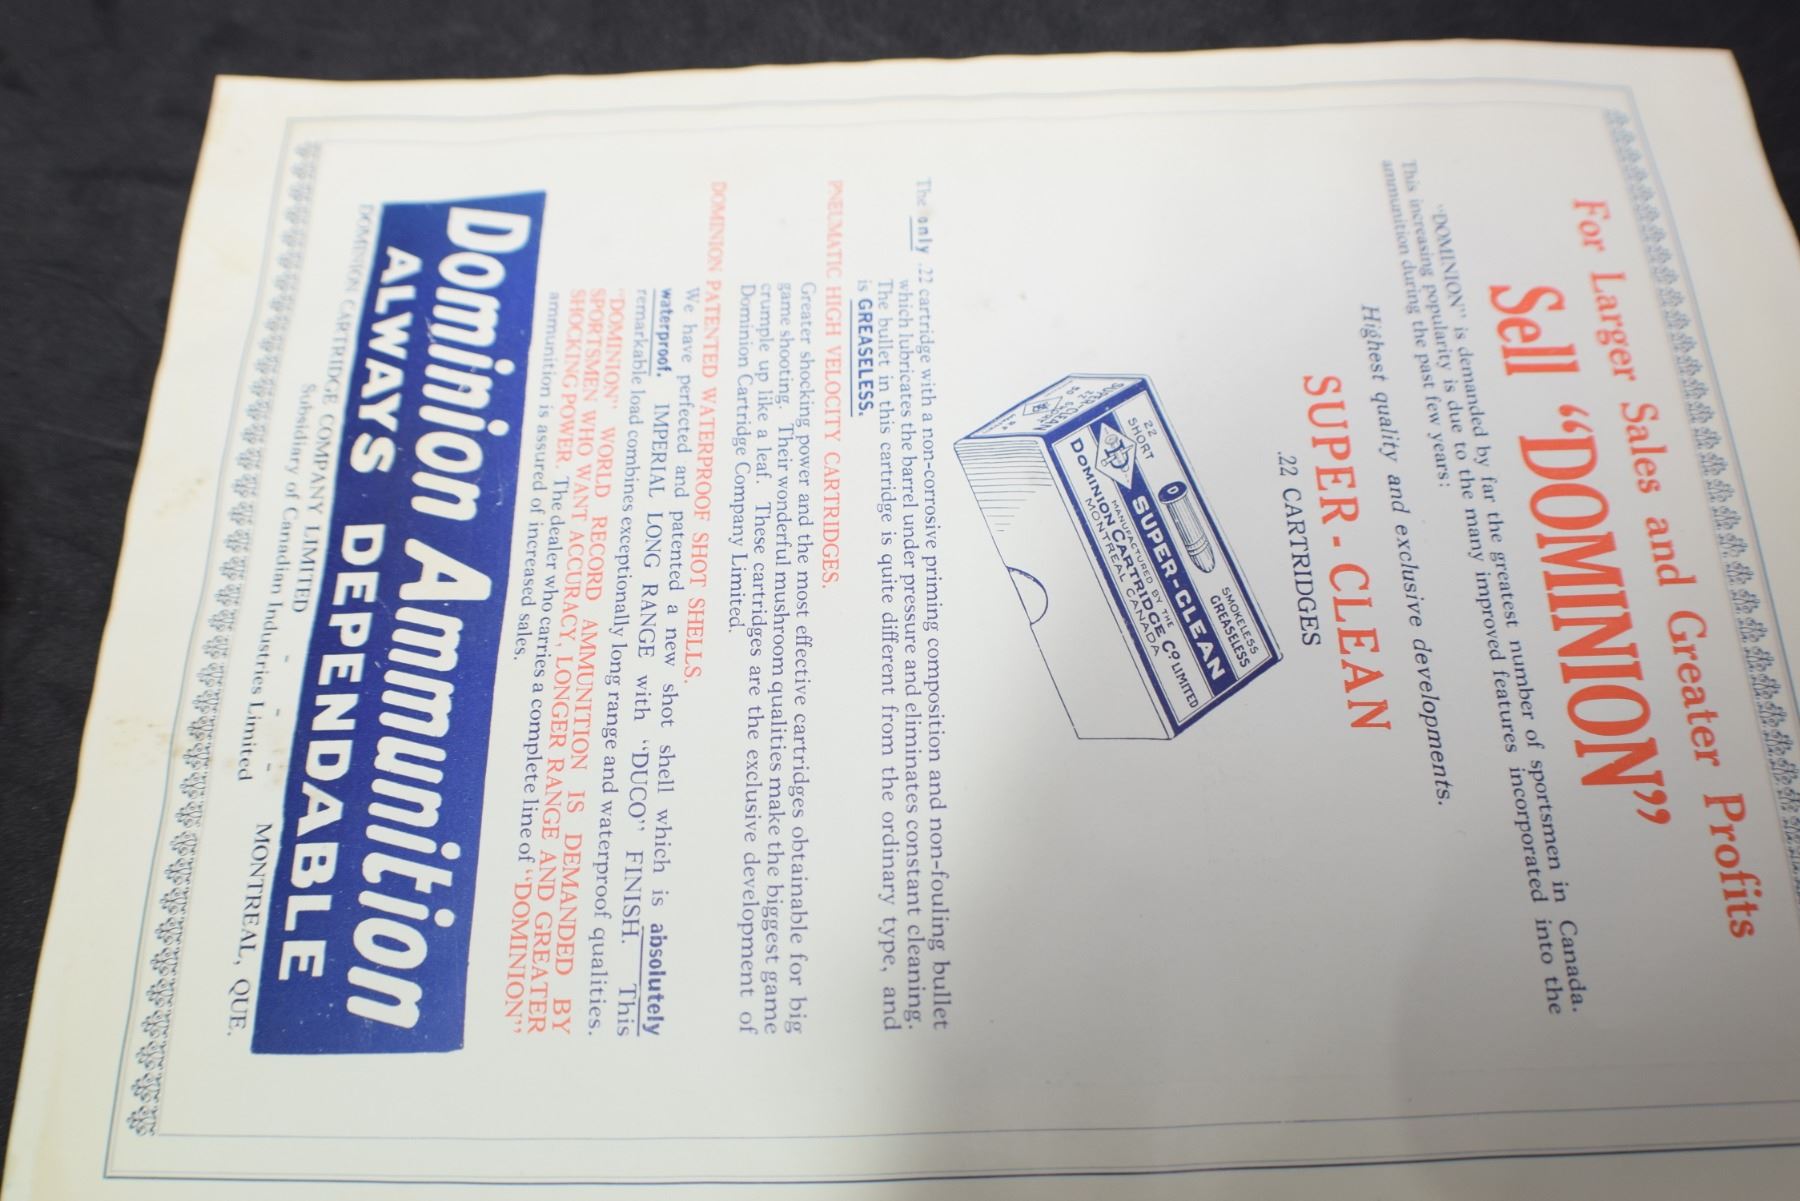 For Larger Sales and Greater Profits
Sell “DOMINION”
“DOMINION” is demanded by far the greatest number of sportsmen in Canada.
This increasing popularity is due to the many improved features incorporated into the
ammunition during the past few years:
Highest quality and exclusive developments.
SUPER-CLEAN
.22 CARTRIDGES
22
SHORT
SMOKELESS
GREASELESS
SUPER-CLEAN
MANUFACTURED BY THE
DOMINION CARTRIDGE CO LIMITED
MONTREAL CANADA
The only .22 cartridge with a non-corrosive priming composition and non-fouling bullet
which lubricates the barrel under pressure and eliminates constant cleaning.
The bullet in this cartridge is quite different from the ordinary type, and
is GREASELESS.
PNEUMATIC HIGH VELOCITY CARTRIDGES.
Greater shocking power and the most effective cartridges obtainable for big
game shooting. Their wonderful mushroom qualities make the biggest game
crumple up like a leaf. These cartridges are the exclusive development of
Dominion Cartridge Company Limited.
DOMINION PATENTED WATERPROOF SHOT SHELLS.
We have perfected and patented a new shot shell which is absolutely
waterproof. IMPERIAL LONG RANGE with “DUCO” FINISH. This
remarkable load combines exceptionally long range and waterproof qualities.
“DOMINION” WORLD RECORD AMMUNITION IS DEMANDED BY
SPORTSMEN WHO WANT ACCURACY, LONGER RANGE AND GREATER
SHOCKING POWER. The dealer who carries a complete line of “DOMINION”
ammunition is assured of increased sales.
Dominion Ammunition
ALWAYS DEPENDABLE
DOMINION CARTRIDGE COMPANY LIMITED - - - MONTREAL, QUE.
Subsidiary of Canadian Industries Limited